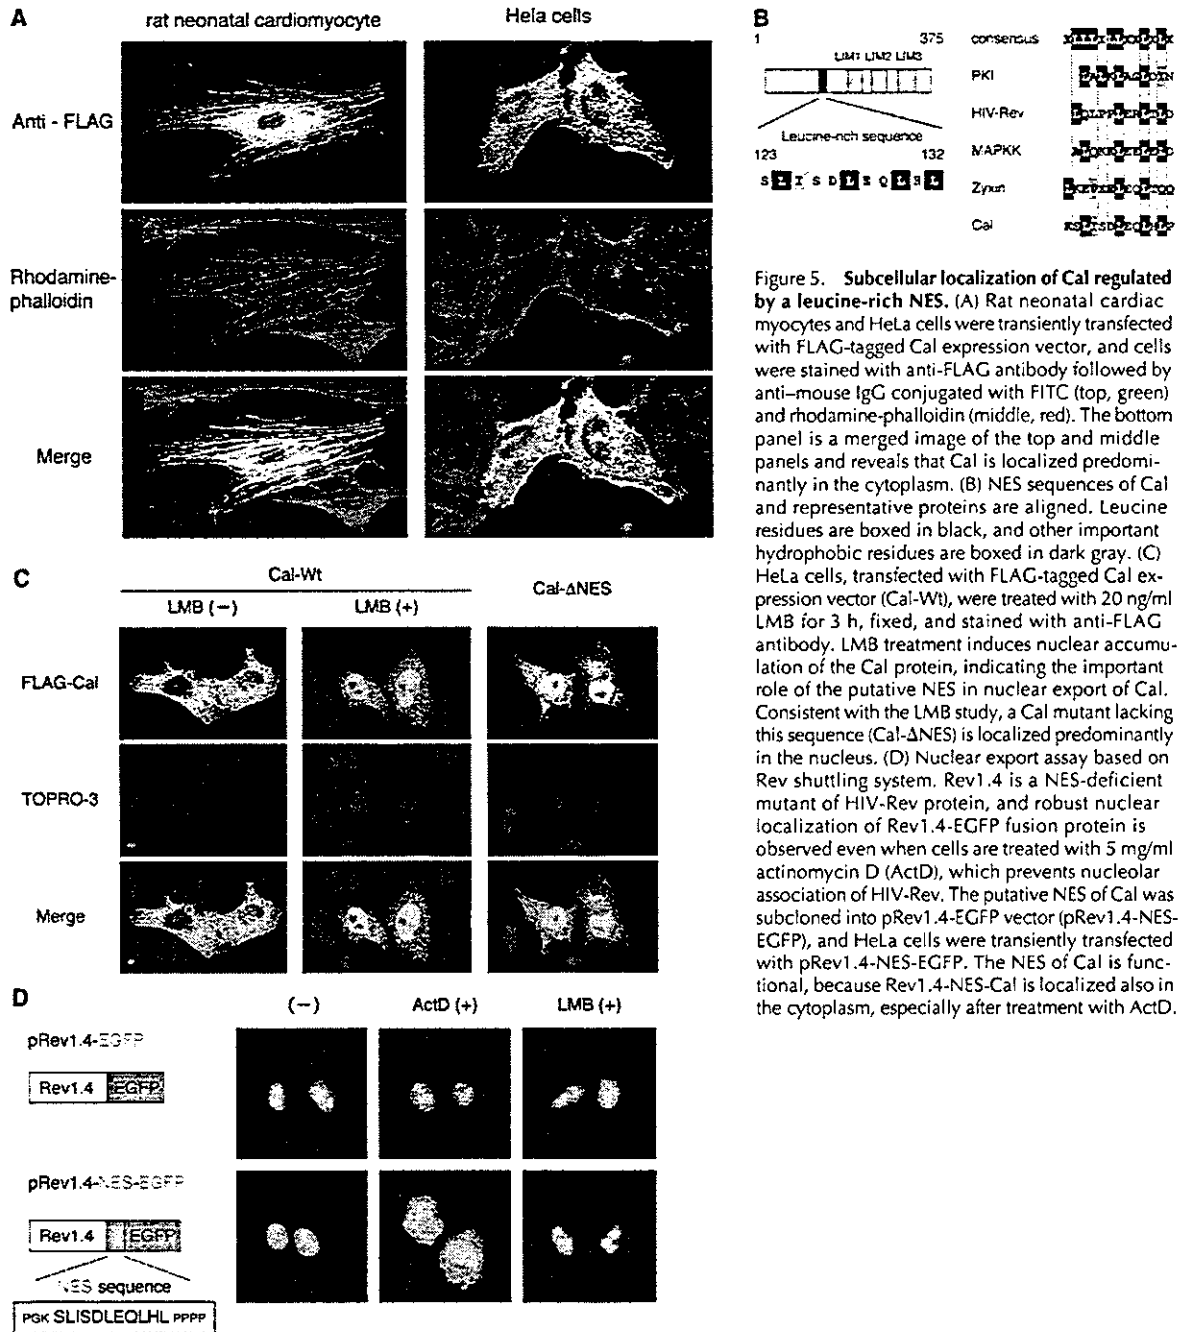 A
rat neonatal cardiomyocyte
Hela cells
Anti - FLAG
Rhodamine-
phalloidin
Merge
B
1 375
LIM1 LIM2 LIM3
Leucine-rich sequence
123 132
S L I S D L E Q L H L
consensus
PKI
HIV-Rev
MAPKK
Zyxin
Cal
Figure 5. Subcellular localization of Cal regulated
by a leucine-rich NES. (A) Rat neonatal cardiac
myocytes and HeLa cells were transiently transfected
with FLAG-tagged Cal expression vector, and cells
were stained with anti-FLAG antibody followed by
anti–mouse IgG conjugated with FITC (top, green)
and rhodamine-phalloidin (middle, red). The bottom
panel is a merged image of the top and middle
panels and reveals that Cal is localized predomi-
nantly in the cytoplasm. (B) NES sequences of Cal
and representative proteins are aligned. Leucine
residues are boxed in black, and other important
hydrophobic residues are boxed in dark gray. (C)
HeLa cells, transfected with FLAG-tagged Cal ex-
pression vector (Cal-Wt), were treated with 20 ng/ml
LMB for 3 h, fixed, and stained with anti-FLAG
antibody. LMB treatment induces nuclear accumu-
lation of the Cal protein, indicating the important
role of the putative NES in nuclear export of Cal.
Consistent with the LMB study, a Cal mutant lacking
this sequence (Cal-ΔNES) is localized predominantly
in the nucleus. (D) Nuclear export assay based on
Rev shuttling system. Rev1.4 is a NES-deficient
mutant of HIV-Rev protein, and robust nuclear
localization of Rev1.4-EGFP fusion protein is
observed even when cells are treated with 5 mg/ml
actinomycin D (ActD), which prevents nucleolar
association of HIV-Rev. The putative NES of Cal was
subcloned into pRev1.4-EGFP vector (pRev1.4-NES-
EGFP), and HeLa cells were transiently transfected
with pRev1.4-NES-EGFP. The NES of Cal is func-
tional, because Rev1.4-NES-Cal is localized also in
the cytoplasm, especially after treatment with ActD.
C
Cal-Wt
Cal-ΔNES
LMB (−)
LMB (+)
FLAG-Cal
TOPRO-3
Merge
D
(−)
ActD (+)
LMB (+)
pRev1.4-EGFP
Rev1.4 EGFP
pRev1.4-NES-EGFP
Rev1.4 EGFP
NES sequence
PGK SLISDLEQLHL PPPP